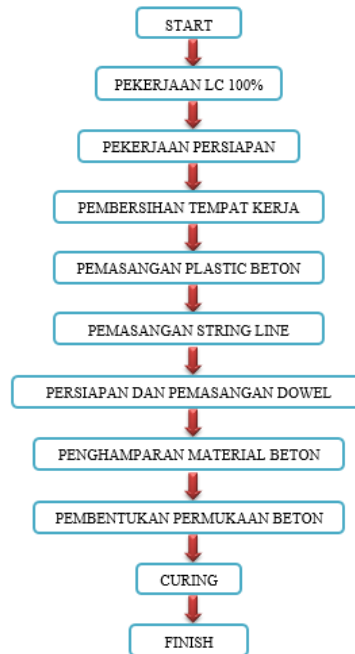 START
PEKERJAAN LC 100%
PEKERJAAN PERSIAPAN
PEMBERSIHAN TEMPAT KERJA
PEMASANGAN PLASTIC BETON
PEMASANGAN STRING LINE
PERSIAPAN DAN PEMASANGAN DOWEL
PENGHAMPARAN MATERIAL BETON
PEMBENTUKAN PERMUKAAN BETON
CURING
FINISH